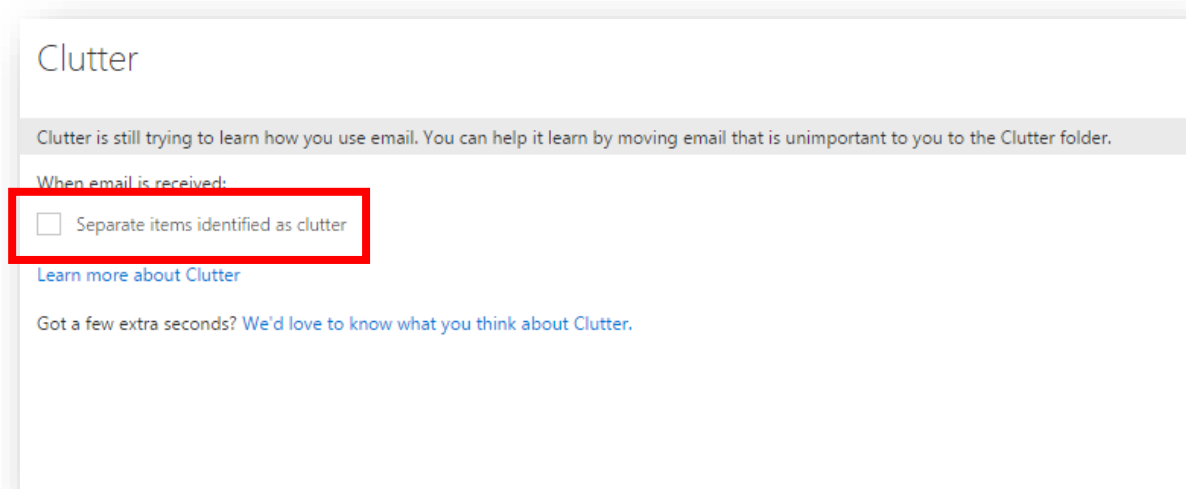 Clutter
Clutter is still trying to learn how you use email. You can help it learn by moving email that is unimportant to you to the Clutter folder.
When email is received:
Separate items identified as clutter
Learn more about Clutter
Got a few extra seconds? We'd love to know what you think about Clutter.